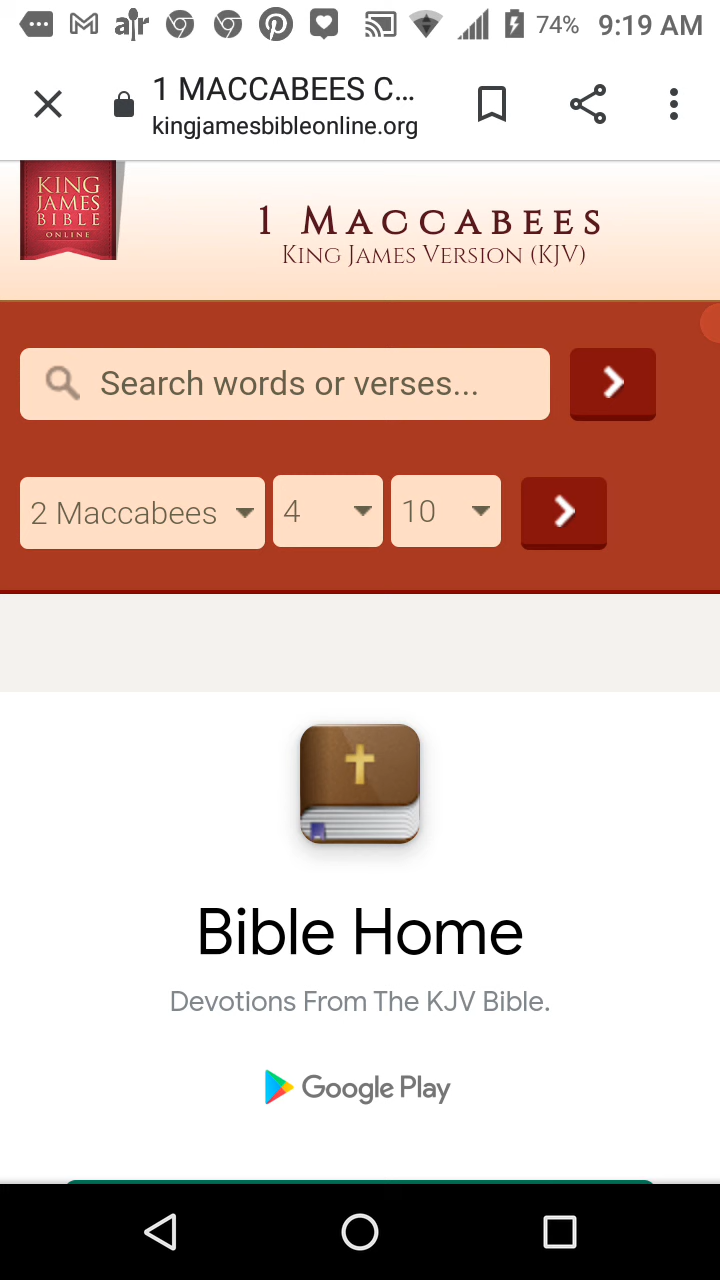 74% 9:19 AM
1 MACCABEES C...
kingjamesbibleonline.org
KING
JAMES
BIBLE
ONLINE
1 MACCABEES
KING JAMES VERSION (KJV)
Search words or verses...
2 Maccabees 4 10
Bible Home
Devotions From The KJV Bible.
Google Play